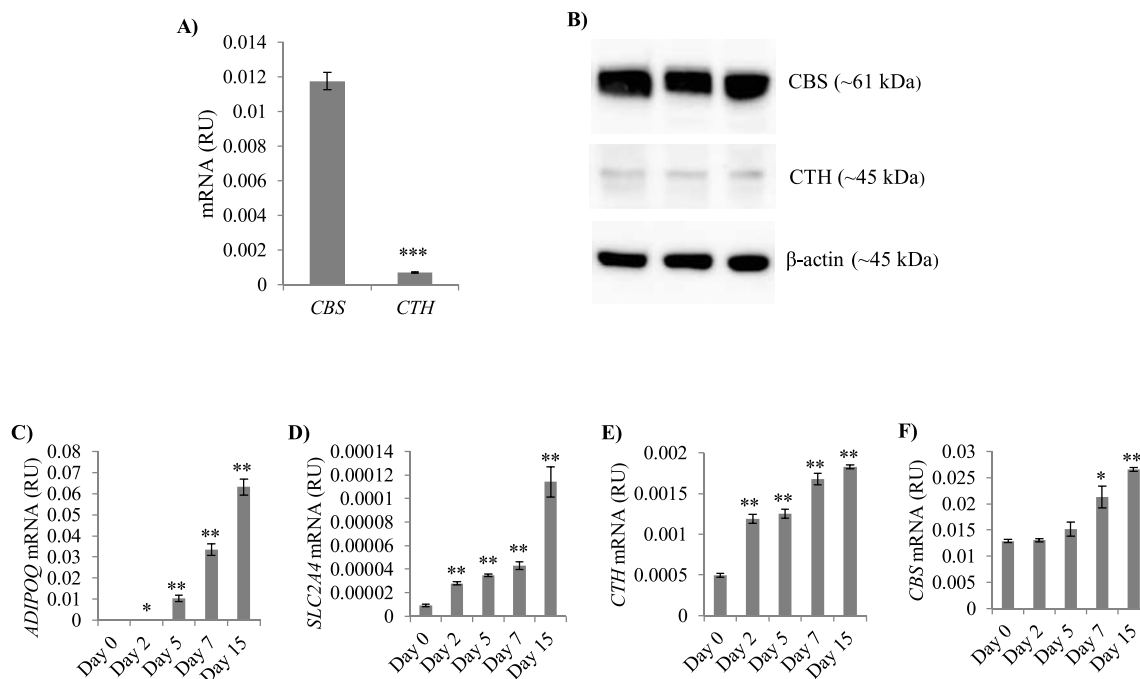 A)
mRNA (RU)
0.014
0.012
0.01
0.008
0.006
0.004
0.002
0
***
CBS
CTH
B)
CBS (~61 kDa)
CTH (~45 kDa)
β-actin (~45 kDa)
C)
ADIPOQ mRNA (RU)
0.08
0.07
0.06
0.05
0.04
0.03
0.02
0.01
0
*
**
**
**
Day 0
Day 2
Day 5
Day 7
Day 15
D)
SLC2A4 mRNA (RU)
0.00014
0.00012
0.0001
0.00008
0.00006
0.00004
0.00002
0
**
**
**
**
Day 0
Day 2
Day 5
Day 7
Day 15
E)
CTH mRNA (RU)
0.002
0.0015
0.001
0.0005
0
**
**
**
**
Day 0
Day 2
Day 5
Day 7
Day 15
F)
CBS mRNA (RU)
0.03
0.025
0.02
0.015
0.01
0.005
0
*
**
Day 0
Day 2
Day 5
Day 7
Day 15